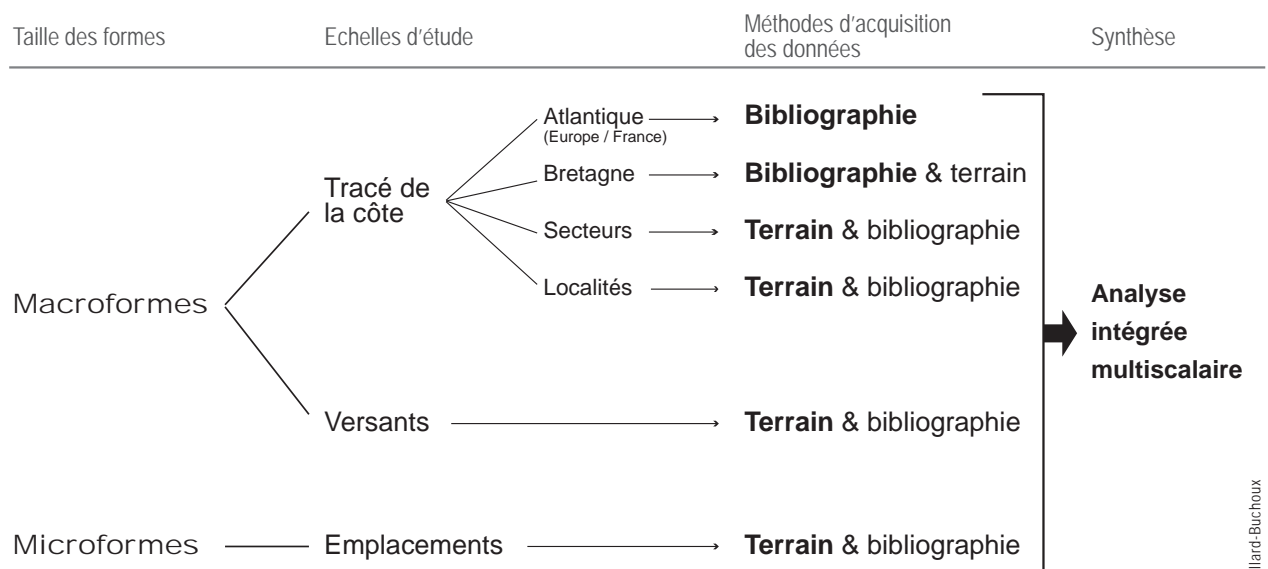 Taille des formes
Echelles d'étude
Méthodes d'acquisition
des données
Synthèse
Atlantique
(Europe / France)
Bibliographie
Bretagne
Bibliographie & terrain
Tracé de
la côte
Secteurs
Terrain & bibliographie
Localités
Terrain & bibliographie
Macroformes
Analyse
intégrée
multiscalaire
Versants
Terrain & bibliographie
Microformes
Emplacements
Terrain & bibliographie